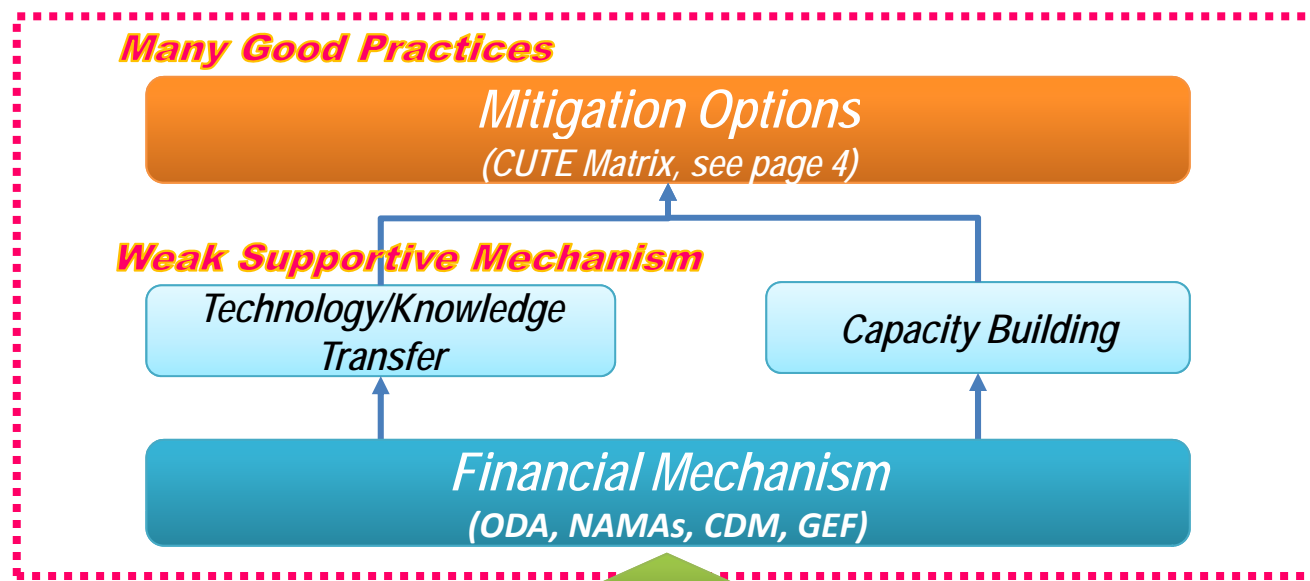 Many Good Practices
Mitigation Options
(CUTE Matrix, see page 4)
Weak Supportive Mechanism
Technology/Knowledge
Transfer
Capacity Building
Financial Mechanism
(ODA, NAMAs, CDM, GEF)